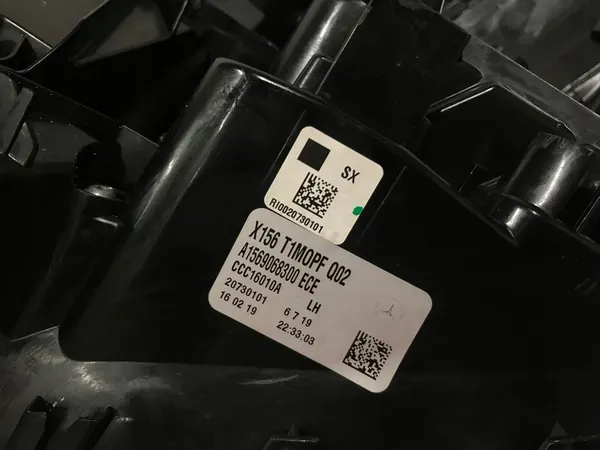 SX
RI0020730101
X156 T1MOPF Q02
A1569068300 ECE
CCC16010A
LH
20730101
6 7 19
16 02 19
22:33:03